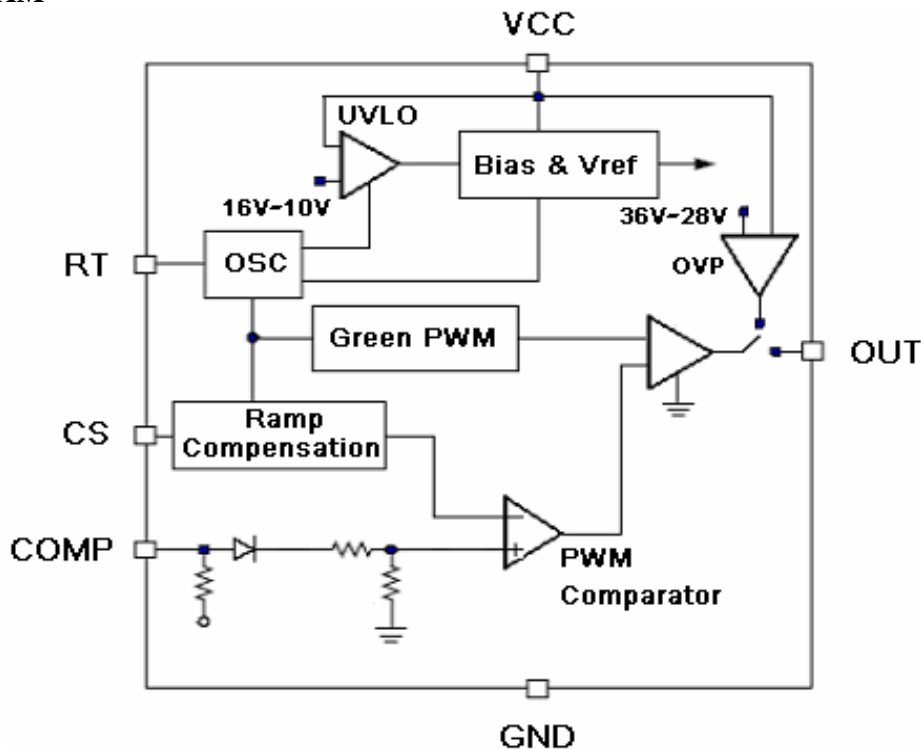 VCC
UVLO
Bias & Vref
16V~10V
36V~28V
RT
OSC
OVP
Green PWM
OUT
CS
Ramp
Compensation
COMP
PWM
Comparator
GND